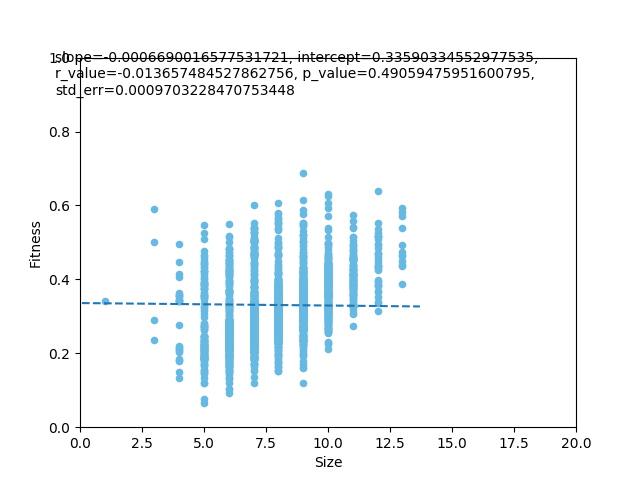 slope=-0.0006690016577531721, intercept=0.33590334552977535,
r_value=-0.013657484527862756, p_value=0.49059475951600795,
std_err=0.0009703228470753448
1.0
0.8
0.6
0.4
0.2
0.0
Fitness
0.0 2.5 5.0 7.5 10.0 12.5 15.0 17.5 20.0
Size